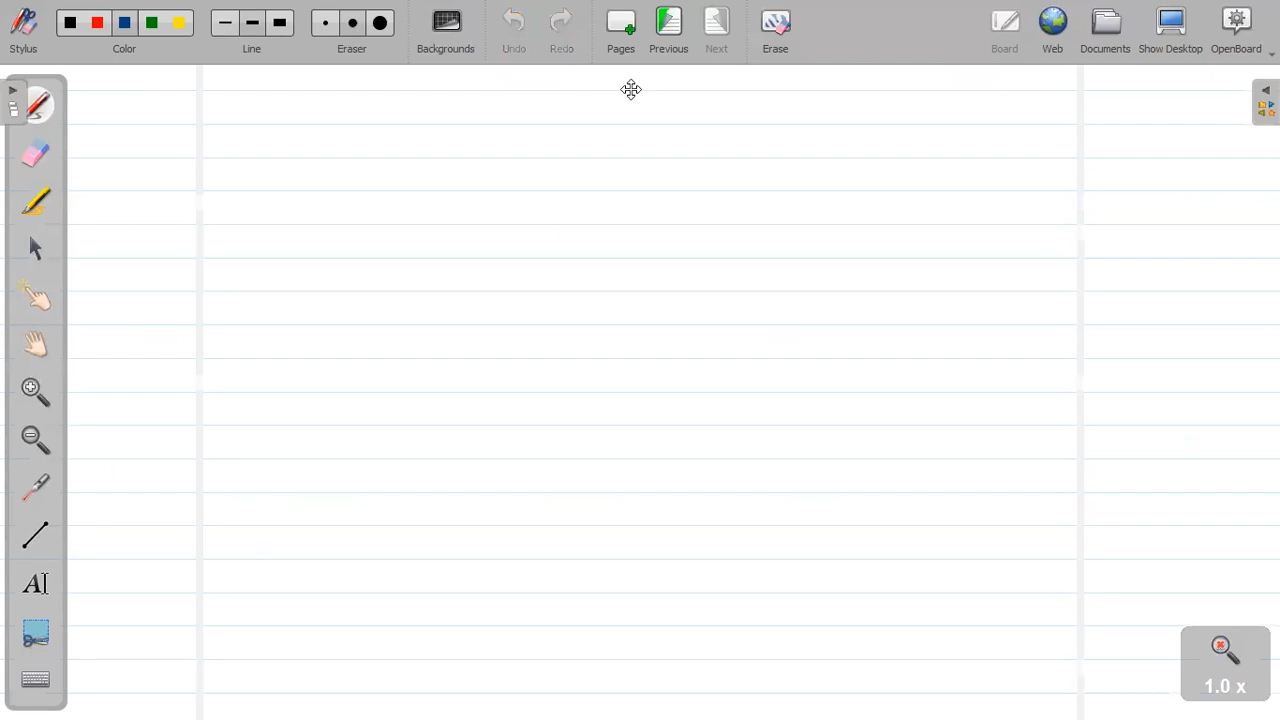 Stylus Color Line Eraser Backgrounds Undo Redo Pages Previous Next Erase Board Web Documents Show Desktop OpenBoard
AI
1.0 x